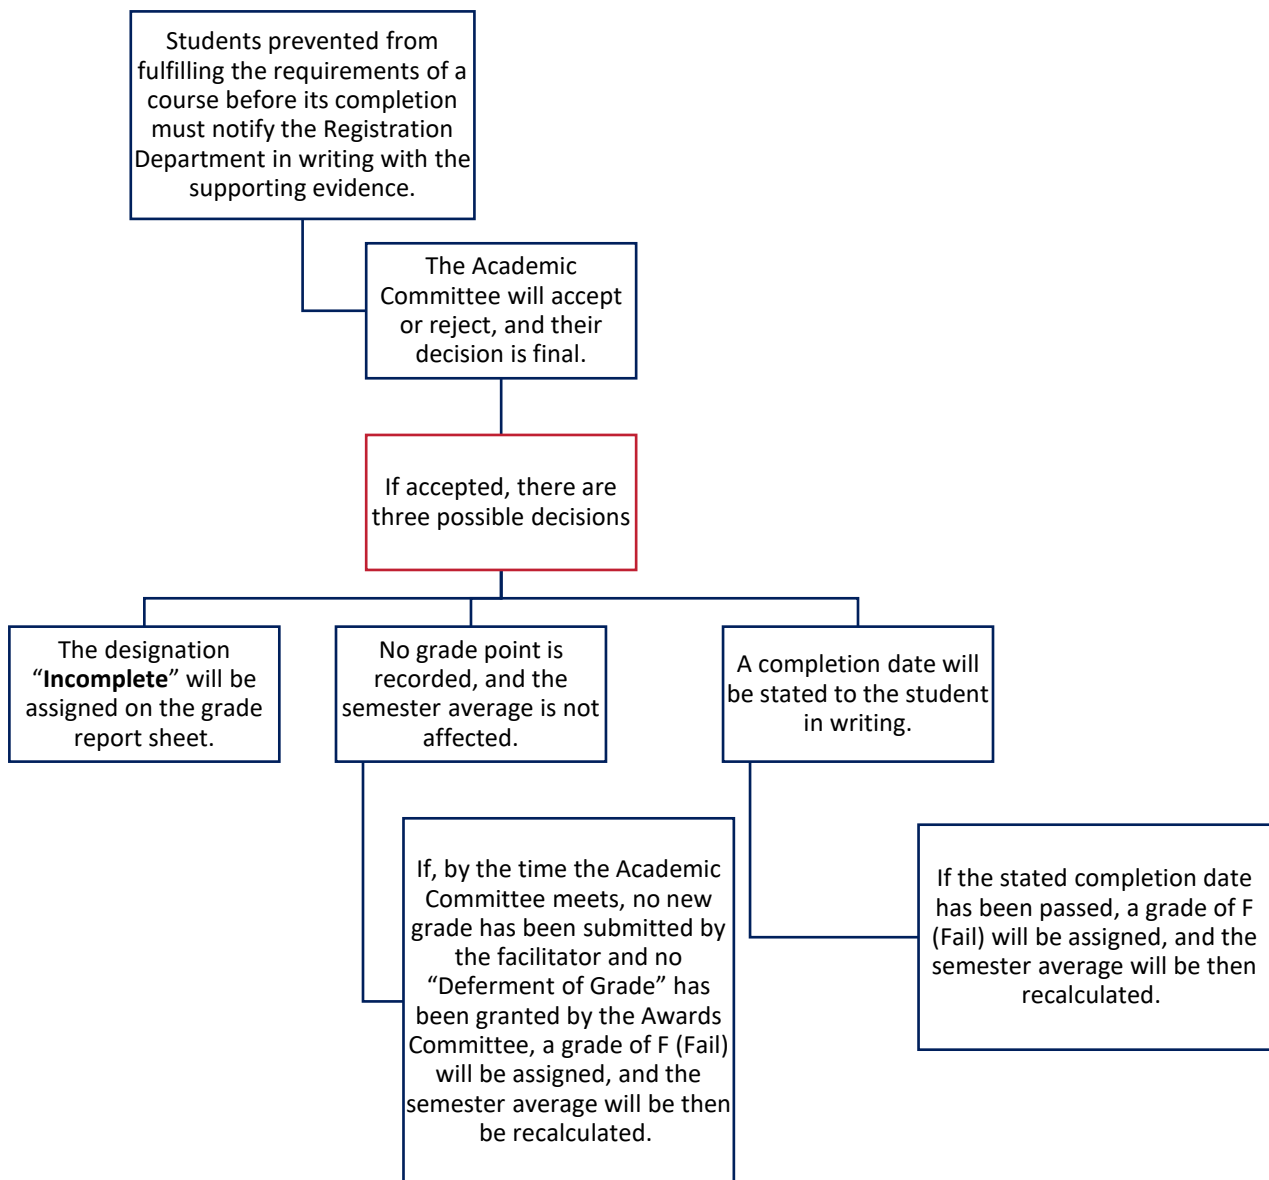 Students prevented from
fulfilling the requirements of a
course before its completion
must notify the Registration
Department in writing with the
supporting evidence.
The Academic
Committee will accept
or reject, and their
decision is final.
If accepted, there are
three possible decisions
The designation
“Incomplete” will be
assigned on the grade
report sheet.
No grade point is
recorded, and the
semester average is not
affected.
A completion date will
be stated to the student
in writing.
If, by the time the Academic
Committee meets, no new
grade has been submitted by
the facilitator and no
“Deferment of Grade” has
been granted by the Awards
Committee, a grade of F (Fail)
will be assigned, and the
semester average will be then
be recalculated.
If the stated completion date
has been passed, a grade of F
(Fail) will be assigned, and the
semester average will be then
recalculated.